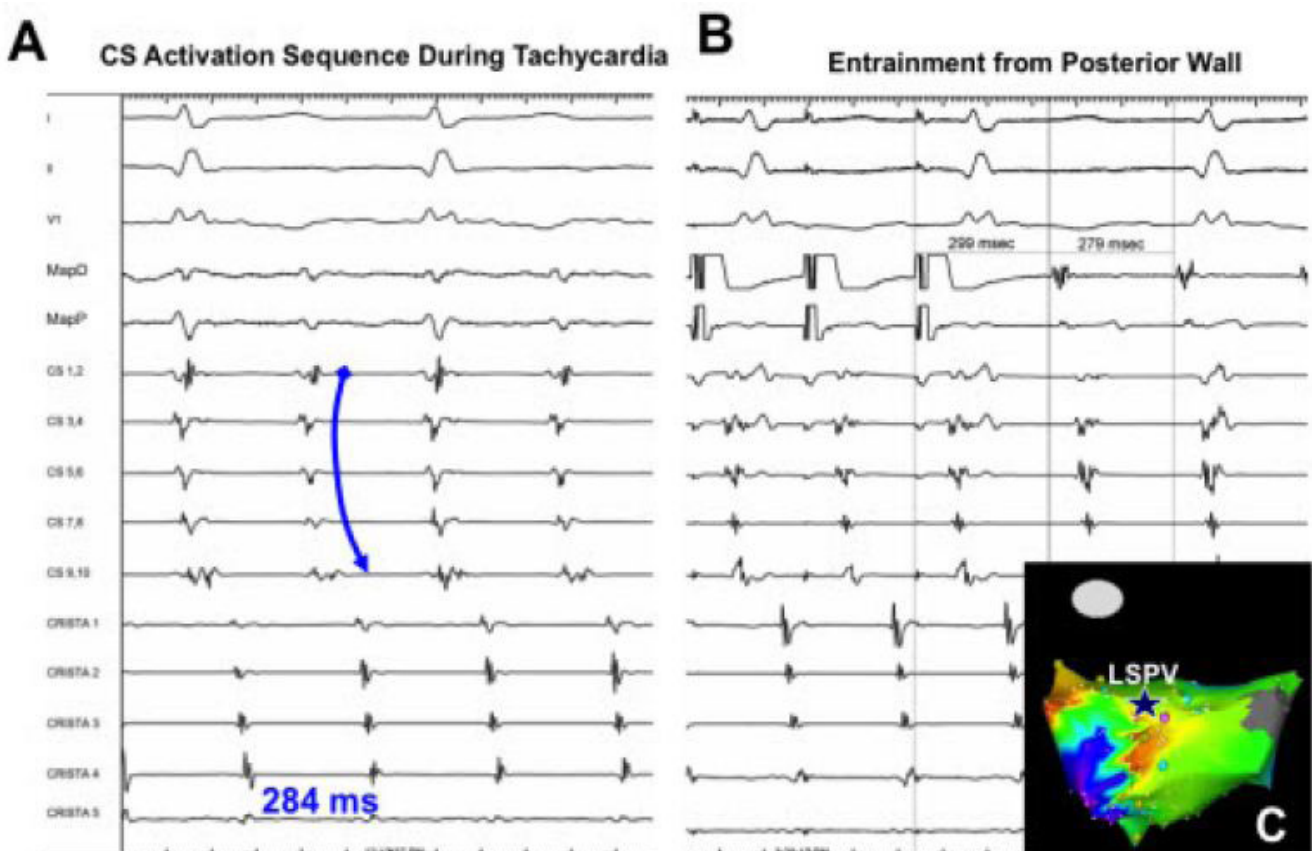 A
CS Activation Sequence During Tachycardia
I
II
V1
MapD
MapP
CS 1,2
CS 3,4
CS 5,6
CS 7,8
CS 9,10
CRISTA 1
CRISTA 2
CRISTA 3
CRISTA 4
284 ms
CRISTA 5
B
Entrainment from Posterior Wall
299 msec
279 msec
LSPV
C